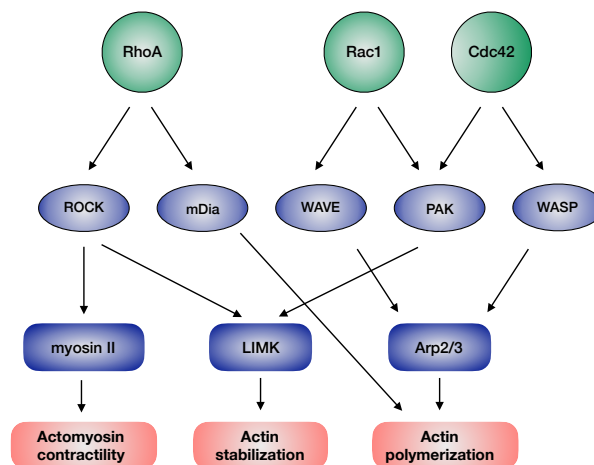 RhoA
Rac1
Cdc42
ROCK
mDia
WAVE
PAK
WASP
myosin II
LIMK
Arp2/3
Actomyosin
contractility
Actin
stabilization
Actin
polymerization